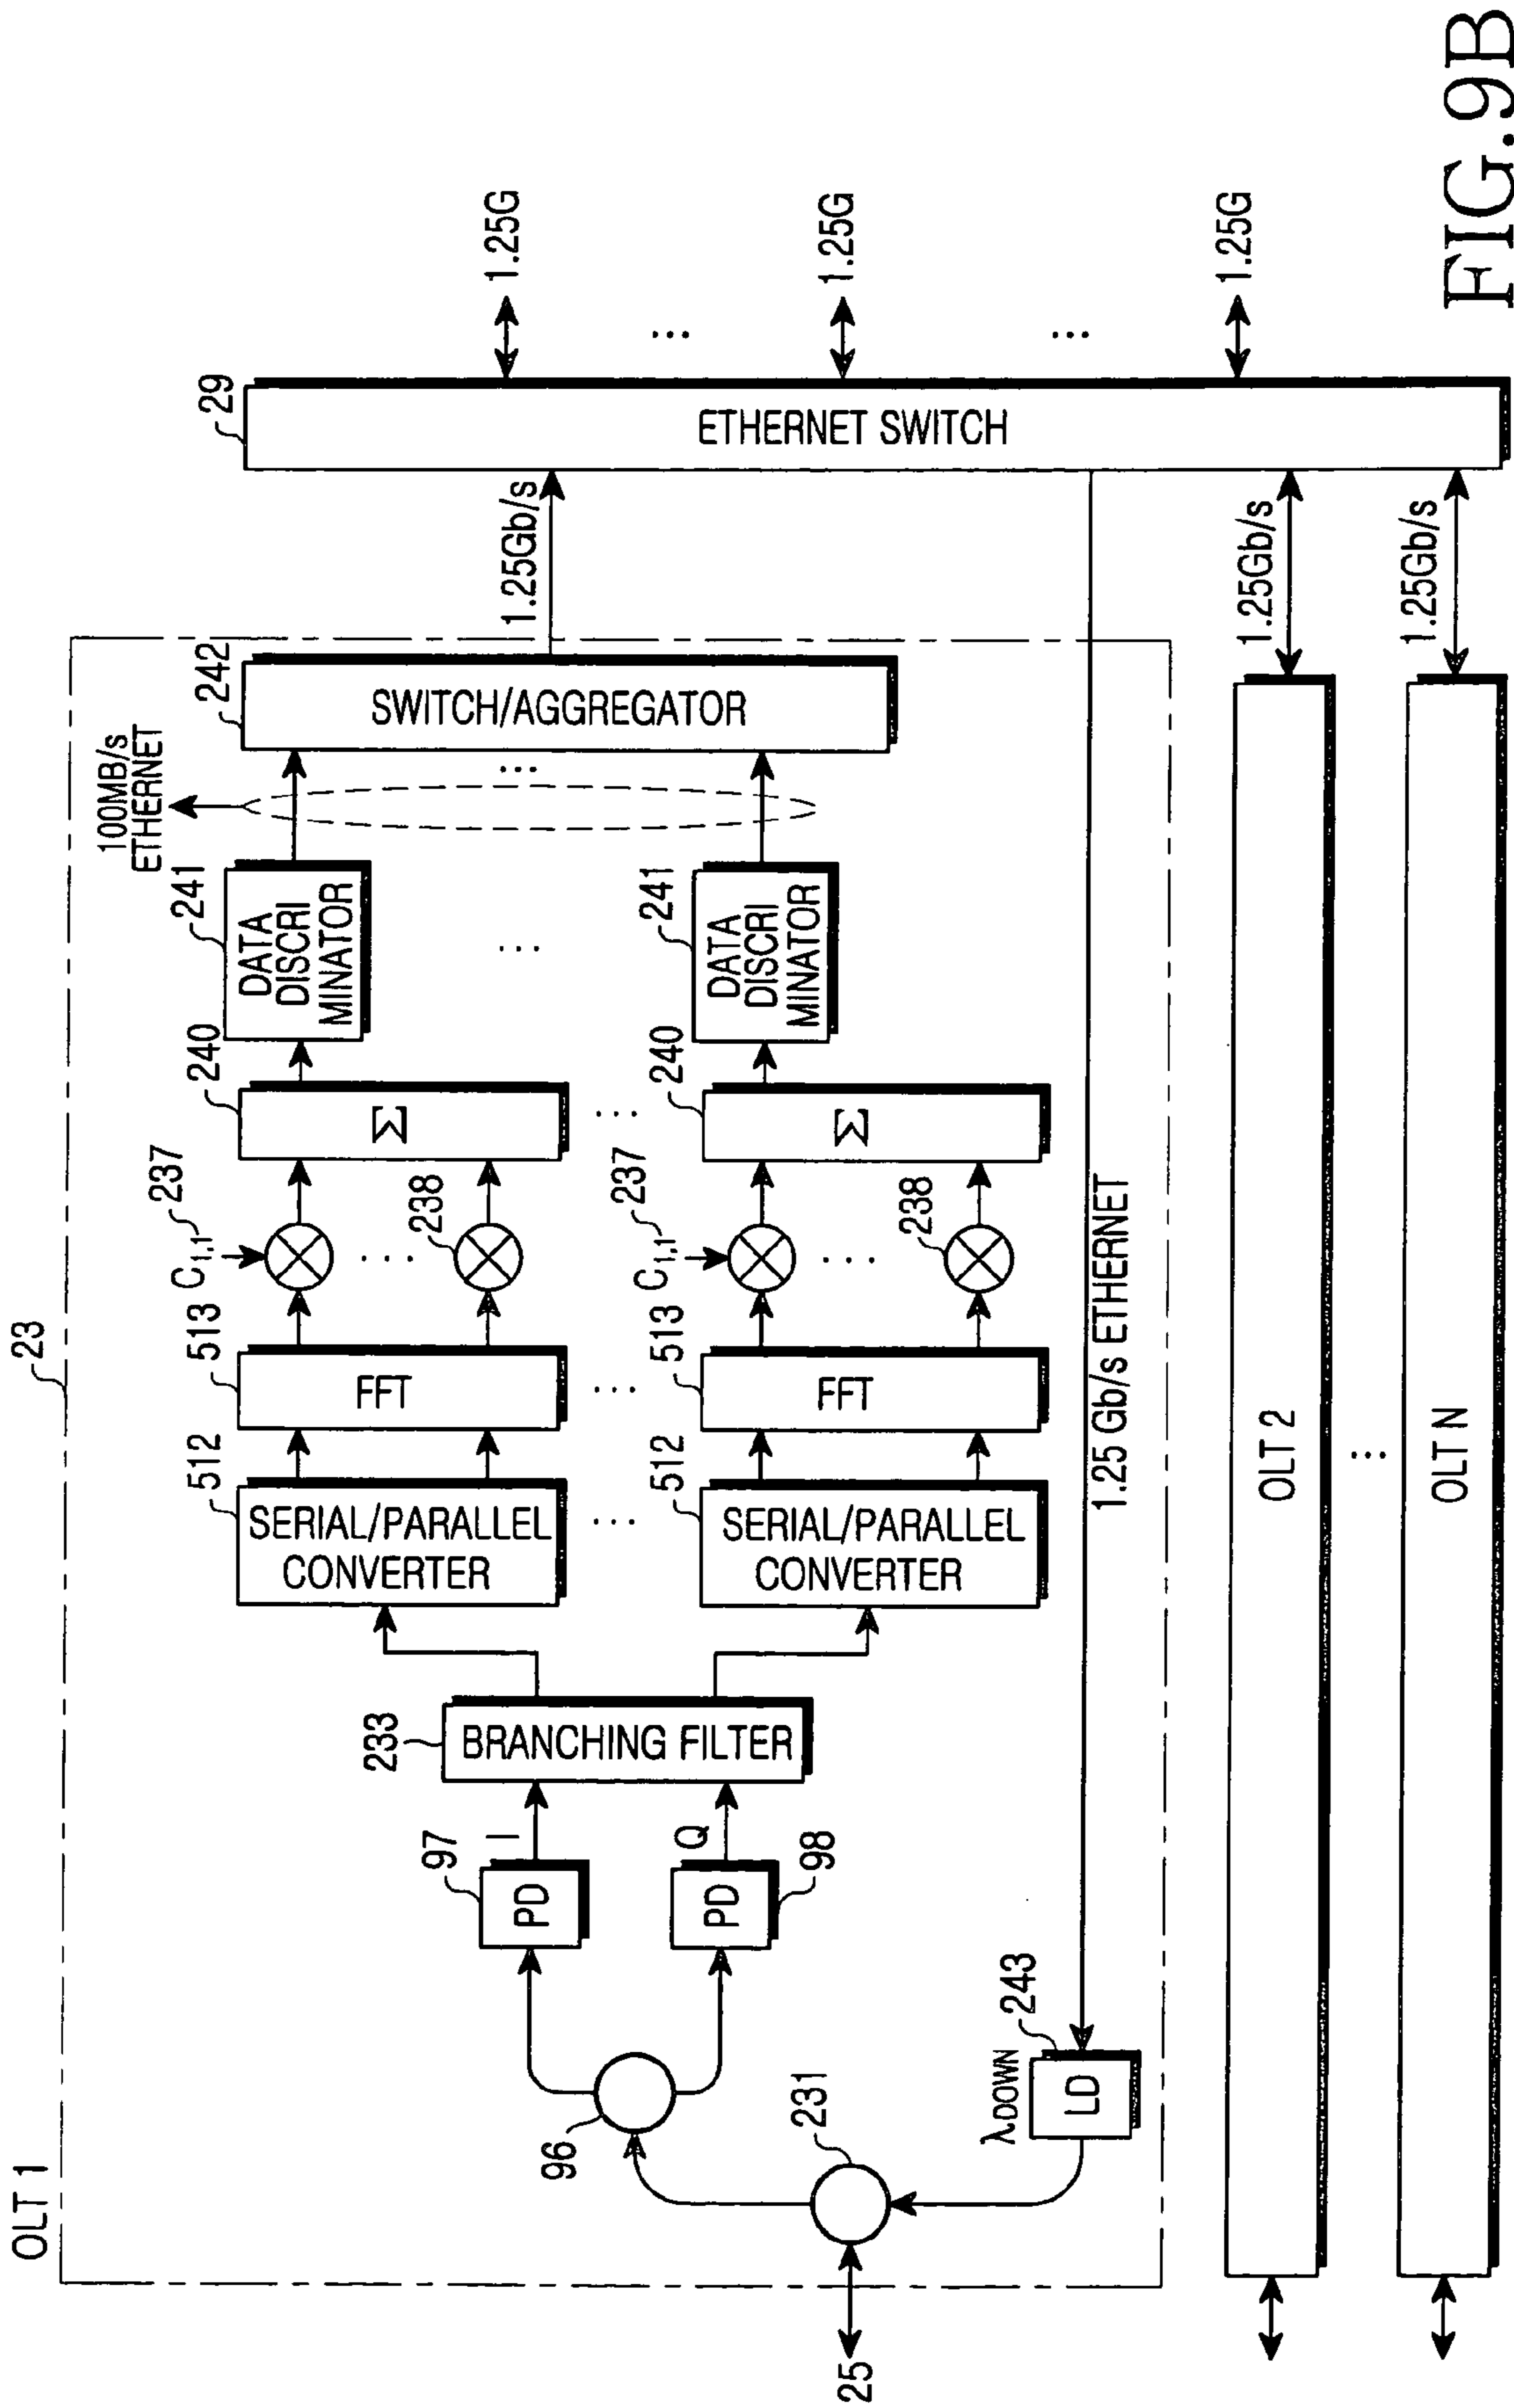 OLT 1
23
25
231
96
λDOWN
243
LD
97
PD
I
PD
98
Q
233
BRANCHING FILTER
512
SERIAL/PARALLEL
CONVERTER
513
FFT
C1,1
237
238
240
Σ
241
DATA
DISCRI
MINATOR
100MB/s
ETHERNET
242
SWITCH/AGGREGATOR
...
512
SERIAL/PARALLEL
CONVERTER
...
513
FFT
...
C1,1
237
...
238
...
240
Σ
...
241
DATA
DISCRI
MINATOR
...
1.25Gb/s
1.25 Gb/s ETHERNET
29
ETHERNET SWITCH
1.25G
...
1.25G
...
1.25G
OLT 2
1.25Gb/s
...
OLT N
1.25Gb/s
FIG.9B